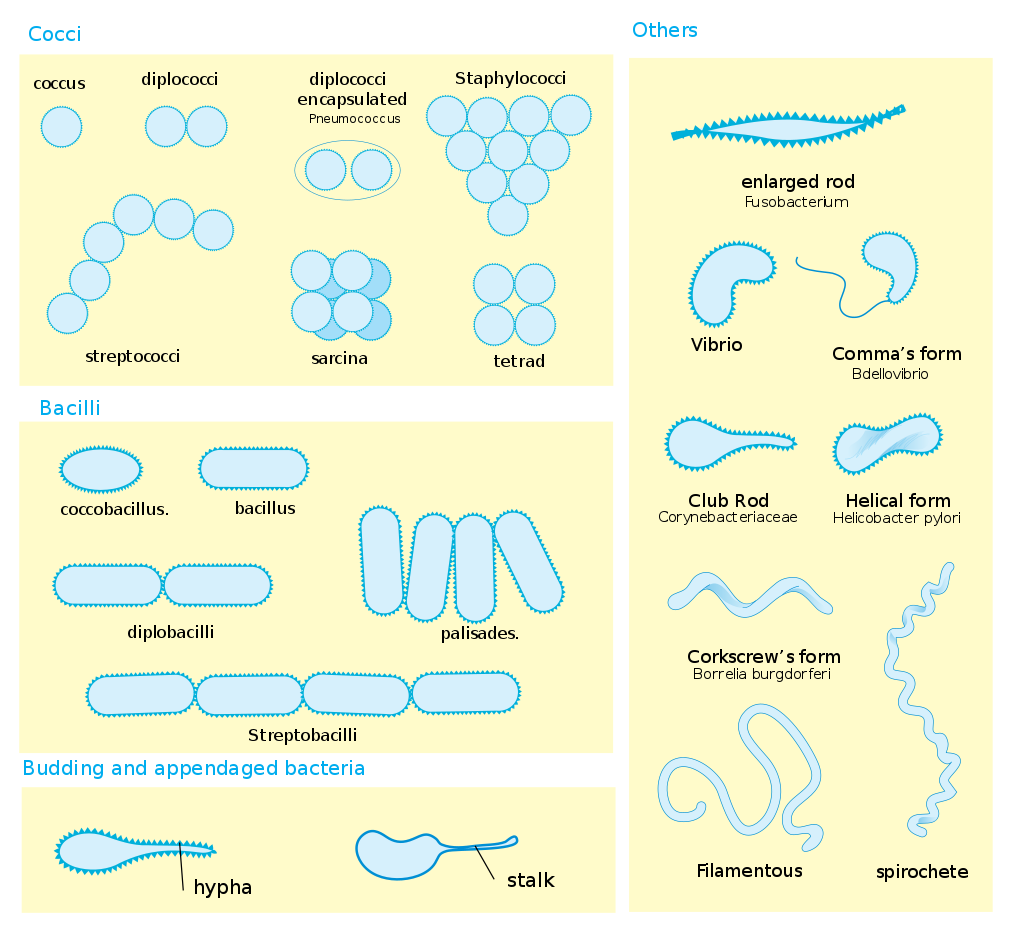 Cocci
coccus
diplococci
diplococci
encapsulated
Pneumococcus
Staphylococci
streptococci
sarcina
tetrad
Bacilli
coccobacillus.
bacillus
diplobacilli
palisades.
Streptobacilli
Budding and appendaged bacteria
hypha
stalk
Others
enlarged rod
Fusobacterium
Vibrio
Comma's form
Bdellovibrio
Club Rod
Corynebacteriaceae
Helical form
Helicobacter pylori
Corkscrew's form
Borrelia burgdorferi
Filamentous
spirochete